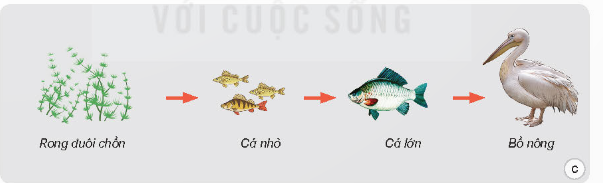 VỚI CUỘC SỐNG
Rong đuôi chồn
Cá nhỏ
Cá lớn
Bồ nông
C